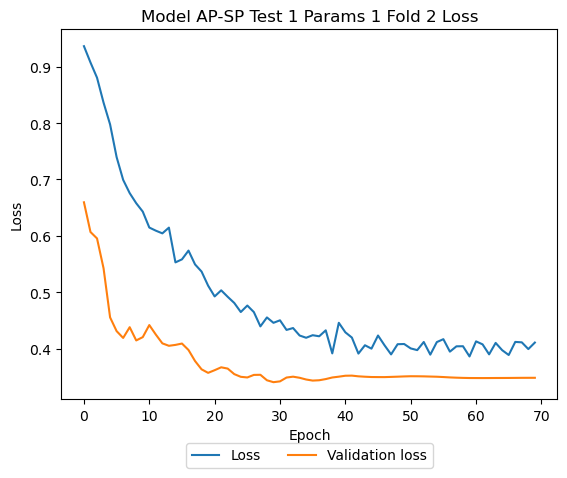 Model AP-SP Test 1 Params 1 Fold 2 Loss
Loss
0.9
0.8
0.7
0.6
0.5
0.4
0 10 20 30 40 50 60 70
Epoch
Loss Validation loss